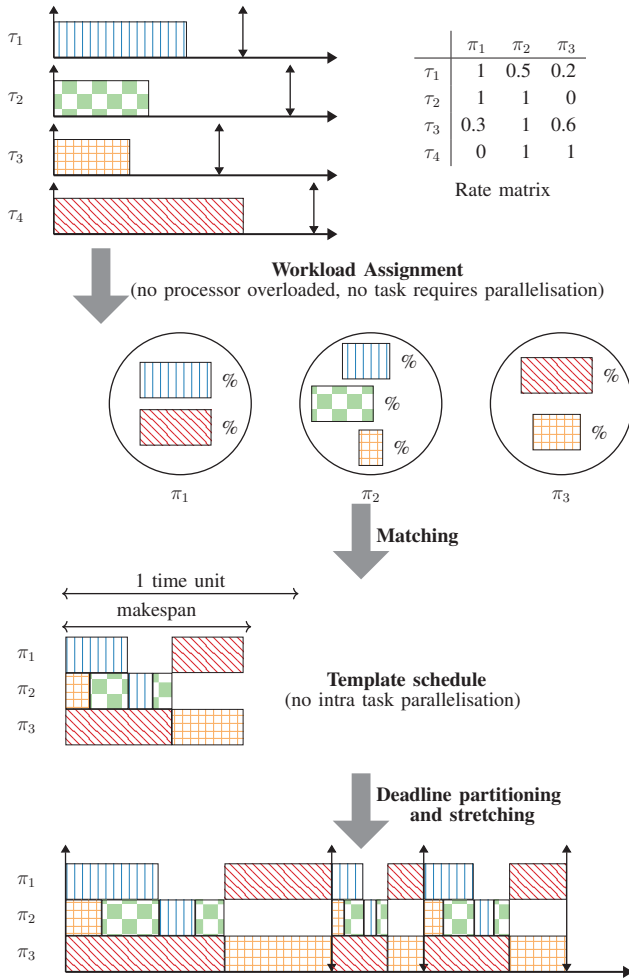 τ1
τ2
τ3
τ4
π1 π2 π3
τ1 1 0.5 0.2
τ2 1 1 0
τ3 0.3 1 0.6
τ4 0 1 1
Rate matrix
Workload Assignment
(no processor overloaded, no task requires parallelisation)
% %
% % %
% %
π1 π2 π3
Matching
1 time unit
makespan
π1
π2
π3
Template schedule
(no intra task parallelisation)
Deadline partitioning
and stretching
π1
π2
π3